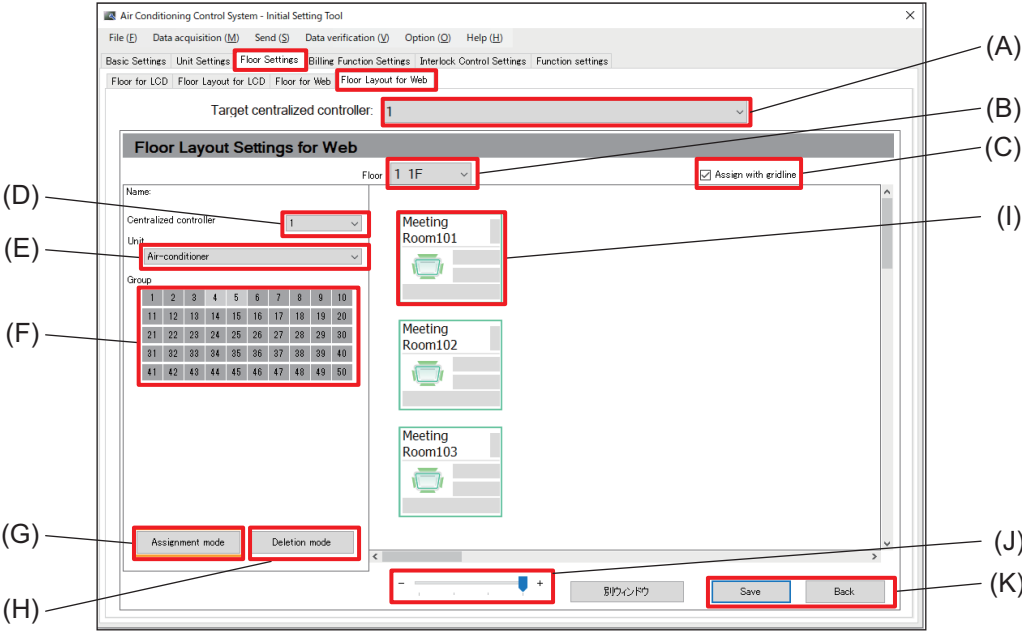 Air Conditioning Control System - Initial Setting Tool
File (F) Data acquisition (M) Send (S) Data verification (V) Option (O) Help (H)
Basic Settings Unit Settings Floor Settings Billing Function Settings Interlock Control Settings Function settings
Floor for LCD Floor Layout for LCD Floor for Web Floor Layout for Web
Target centralized controller: 1
(A)
Floor Layout Settings for Web
(B)
Floor 1 1F
Assign with gridline
(C)
Name:
(D)
Centralized controller 1
Unit
(E)
Air-conditioner
Group
(F)
1 2 3 4 5 6 7 8 9 10
11 12 13 14 15 16 17 18 19 20
21 22 23 24 25 26 27 28 29 30
31 32 33 34 35 36 37 38 39 40
41 42 43 44 45 46 47 48 49 50
Meeting
Room101
(I)
Meeting
Room102
Meeting
Room103
(G)
Assignment mode Deletion mode
(H)
- +
(J)
別ウィンドウ Save Back
(K)